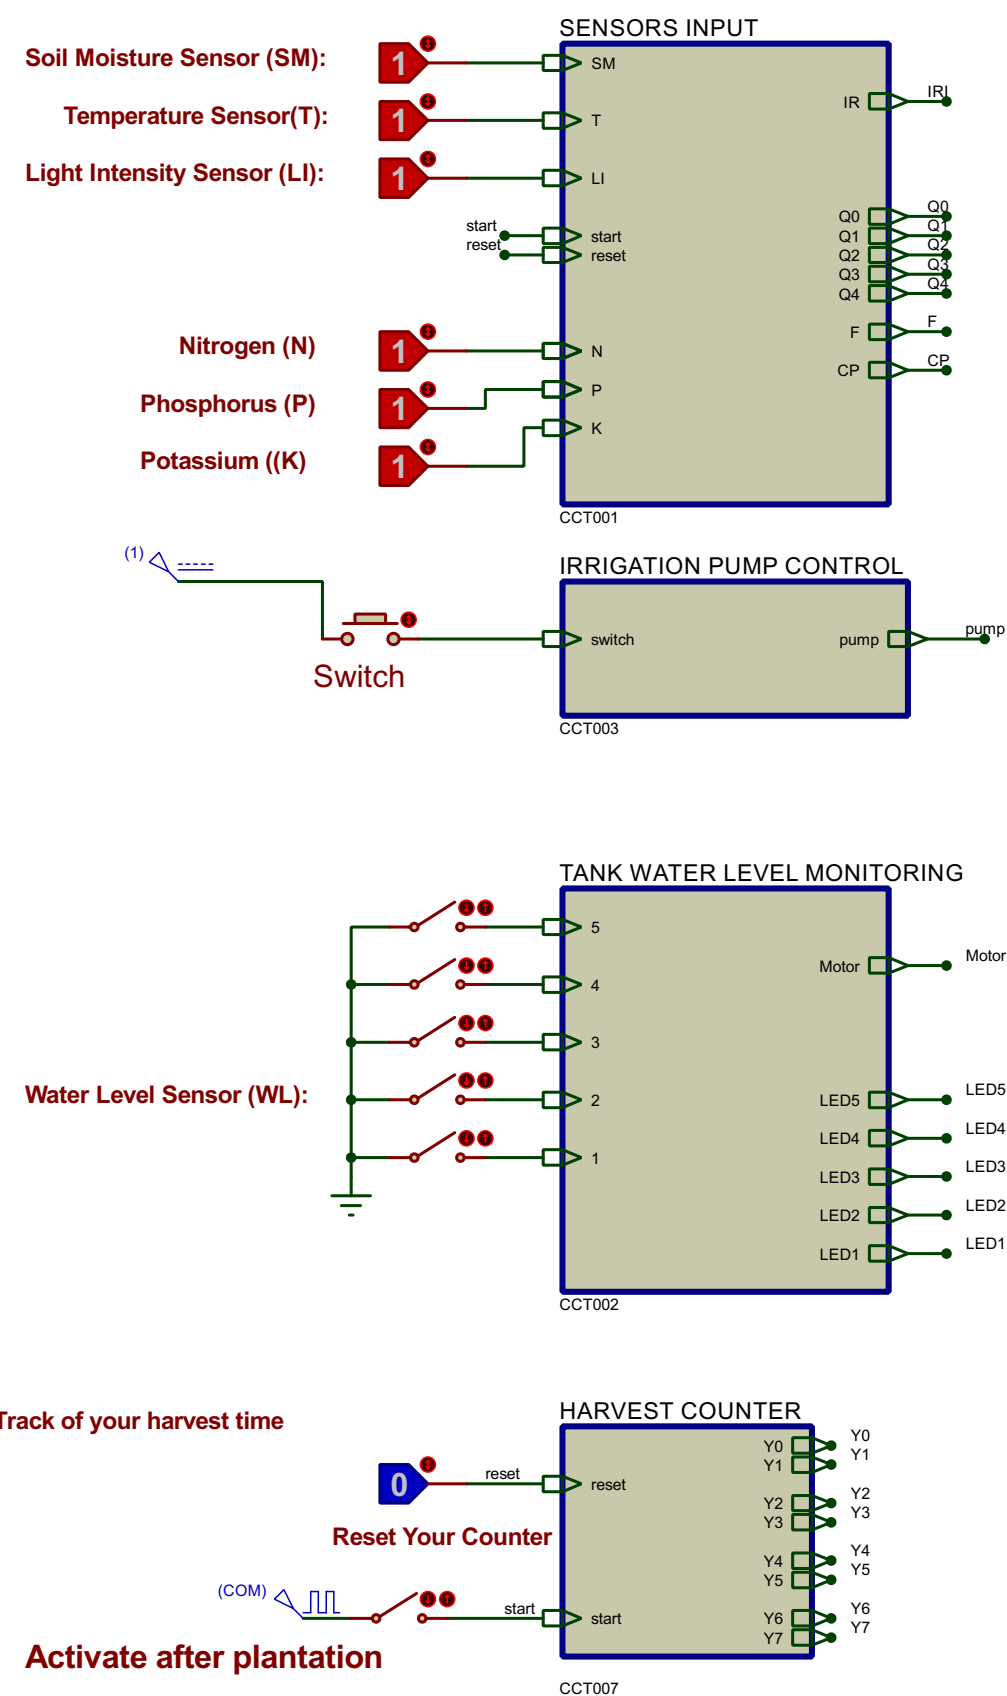 SENSORS INPUT
Soil Moisture Sensor (SM):
1
SM
Temperature Sensor(T):
1
T
Light Intensity Sensor (LI):
1
LI
start
start
reset
reset
IR
IRI
Q0
Q0
Q1
Q1
Q2
Q2
Q3
Q3
Q4
Q4
F
F
CP
CP
Nitrogen (N)
1
N
Phosphorus (P)
1
P
Potassium ((K)
1
K
CCT001
IRRIGATION PUMP CONTROL
(1)
Switch
switch
pump
pump
CCT003
TANK WATER LEVEL MONITORING
5
4
3
Water Level Sensor (WL):
2
1
Motor
Motor
LED5
LED5
LED4
LED4
LED3
LED3
LED2
LED2
LED1
LED1
CCT002
HARVEST COUNTER
Track of your harvest time
0
reset
reset
Reset Your Counter
(COM)
start
start
Activate after plantation
Y0
Y0
Y1
Y1
Y2
Y2
Y3
Y3
Y4
Y4
Y5
Y5
Y6
Y6
Y7
Y7
CCT007